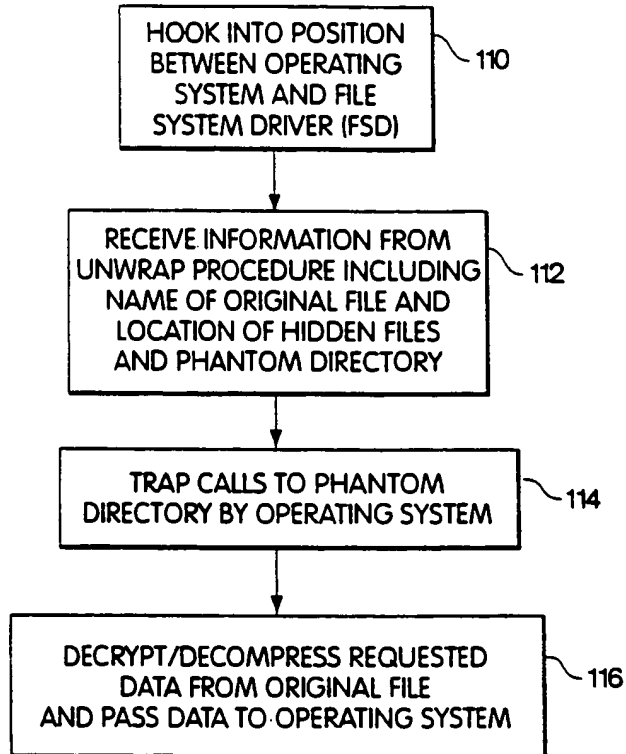 HOOK INTO POSITION
BETWEEN OPERATING
SYSTEM AND FILE
SYSTEM DRIVER (FSD)
110
RECEIVE INFORMATION FROM
UNWRAP PROCEDURE INCLUDING
NAME OF ORIGINAL FILE AND
LOCATION OF HIDDEN FILES
AND PHANTOM DIRECTORY
112
TRAP CALLS TO PHANTOM
DIRECTORY BY OPERATING SYSTEM
114
DECRYPT/DECOMPRESS REQUESTED
DATA FROM ORIGINAL FILE
AND PASS DATA TO OPERATING SYSTEM
116